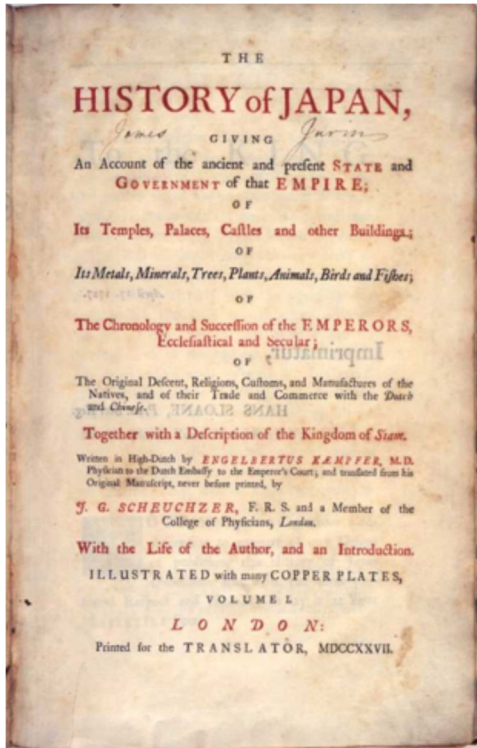 THE
HISTORY of JAPAN,
James Jurin
GIVING
An Account of the ancient and preſent STATE and
GOVERNMENT of that EMPIRE;
OF
Its Temples, Palaces, Caſtles and other Buildings;
OF
Its Metals, Minerals, Trees, Plants, Animals, Birds and Fiſhes;
OF
The Chronology and Succeſſion of the EMPERORS,
Eccleſiaſtical and Secular;
OF
The Original Deſcent, Religions, Cuſtoms, and Manufactures of the
Natives, and of their Trade and Commerce with the Dutch
and Chineſe.
Together with a Deſcription of the Kingdom of Siam.
Written in High-Dutch by ENGELBERTUS KÆMPFER, M.D.
Phyſician to the Dutch Embaſſy to the Emperor's Court; and tranſlated from his
Original Manuſcript, never before printed, by
J. G. SCHEUCHZER, F. R. S. and a Member of the
College of Phyſicians, London.
With the Life of the Author, and an Introduction.
ILLUSTRATED with many COPPER PLATES,
VOLUME I.
LONDON:
Printed for the TRANSLATOR, MDCCXXVII.